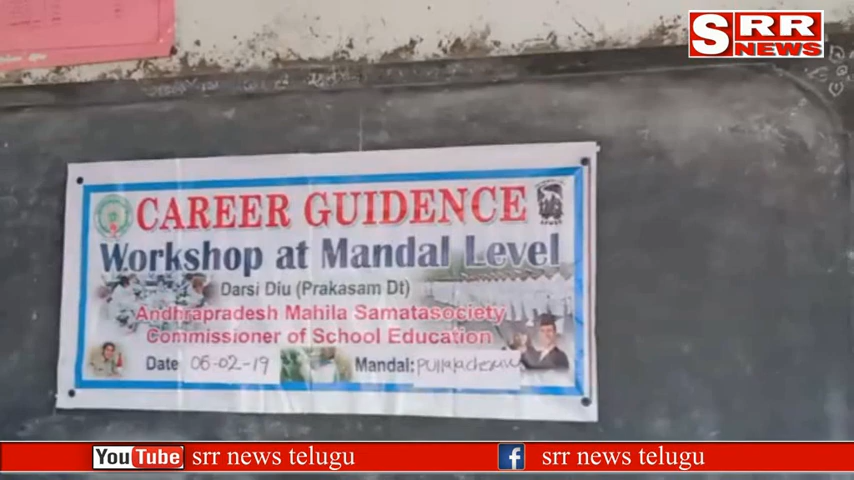 SRR
NEWS
CAREER GUIDENCE
Workshop at Mandal Level
Darsi Diu (Prakasam Dt)
Andhrapradesh Mahila Samatasociety
Commissioner of School Education
Date 06-02-19 Mandal:
YouTube srr news telugu
f srr news telugu